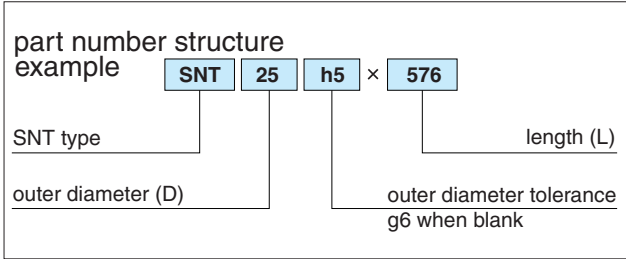 part number structure
example SNT 25 h5 × 576
SNT type
length (L)
outer diameter (D)
outer diameter tolerance
g6 when blank